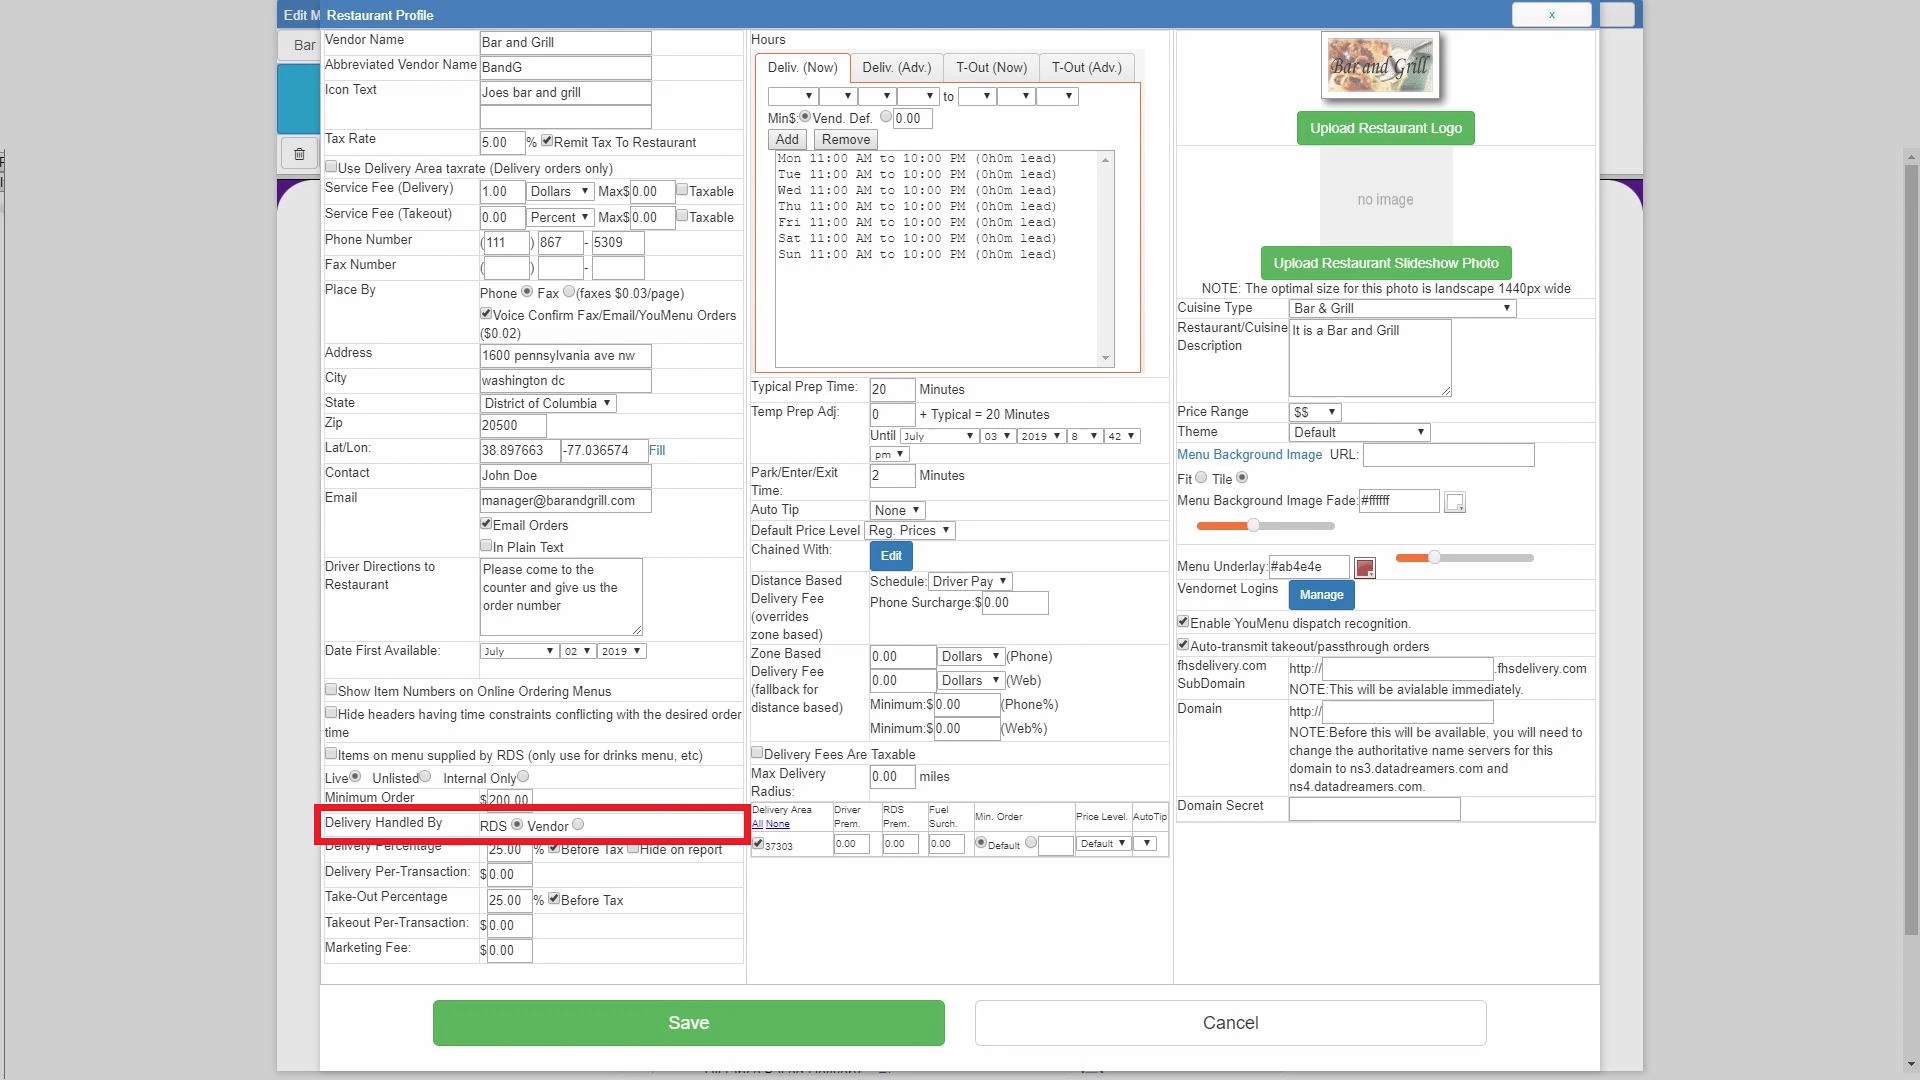 Edit M
Restaurant Profile
x
Bar
Vendor Name
Bar and Grill
Abbreviated Vendor Name
BandG
Icon Text
Joes bar and grill
Tax Rate
5.00 % Remit Tax To Restaurant
Use Delivery Area taxrate (Delivery orders only)
Service Fee (Delivery)
1.00 Dollars Max$ 0.00 Taxable
Service Fee (Takeout)
0.00 Percent Max$ 0.00 Taxable
Phone Number
(111) 867 - 5309
Fax Number
( ) -
Place By
Phone Fax (faxes $0.03/page)
Voice Confirm Fax/Email/YouMenu Orders
($0.02)
Address
1600 pennsylvania ave nw
City
washington dc
State
District of Columbia
Zip
20500
Lat/Lon:
38.897663 -77.036574 Fill
Contact
John Doe
Email
manager@barandgrill.com
Email Orders
In Plain Text
Driver Directions to
Restaurant
Please come to the
counter and give us the
order number
Date First Available:
July 02 2019
Show Item Numbers on Online Ordering Menus
Hide headers having time constraints conflicting with the desired order
time
Items on menu supplied by RDS (only use for drinks menu, etc)
Live Unlisted Internal Only
Minimum Order
$200.00
Delivery Handled By
RDS Vendor
Delivery Percentage
25.00 % Before Tax Hide on report
Delivery Per-Transaction:
$0.00
Take-Out Percentage
25.00 % Before Tax
Takeout Per-Transaction:
$0.00
Marketing Fee:
$0.00
Hours
Deliv. (Now) Deliv. (Adv.) T-Out (Now) T-Out (Adv.)
to
Min$: Vend. Def. 0.00
Add Remove
Mon 11:00 AM to 10:00 PM (0h0m lead)
Tue 11:00 AM to 10:00 PM (0h0m lead)
Wed 11:00 AM to 10:00 PM (0h0m lead)
Thu 11:00 AM to 10:00 PM (0h0m lead)
Fri 11:00 AM to 10:00 PM (0h0m lead)
Sat 11:00 AM to 10:00 PM (0h0m lead)
Sun 11:00 AM to 10:00 PM (0h0m lead)
Typical Prep Time:
20 Minutes
Temp Prep Adj:
0 + Typical = 20 Minutes
Until July 03 2019 8 42
pm
Park/Enter/Exit
Time:
2 Minutes
Auto Tip
None
Default Price Level
Reg. Prices
Chained With:
Edit
Distance Based
Delivery Fee
(overrides
zone based)
Schedule: Driver Pay
Phone Surcharge:$0.00
Zone Based
Delivery Fee
(fallback for
distance based)
0.00 Dollars (Phone)
0.00 Dollars (Web)
Minimum:$0.00 (Phone%)
Minimum:$0.00 (Web%)
Delivery Fees Are Taxable
Max Delivery
Radius:
0.00 miles
Delivery Area
All None
Driver
Prem.
RDS
Prem.
Fuel
Surch.
Min. Order
Price Level.
AutoTip
37303 0.00 0.00 0.00 Default Default
Bar and Grill
Upload Restaurant Logo
no image
Upload Restaurant Slideshow Photo
NOTE: The optimal size for this photo is landscape 1440px wide
Cuisine Type
Bar & Grill
Restaurant/Cuisine
Description
It is a Bar and Grill
Price Range
$$
Theme
Default
Menu Background Image URL:
Fit Tile
Menu Background Image Fade: #ffffff
Menu Underlay: #ab4e4e
Vendornet Logins
Manage
Enable YouMenu dispatch recognition.
Auto-transmit takeout/passthrough orders
fhsdelivery.com
SubDomain
http:// .fhsdelivery.com
NOTE:This will be avialable immediately.
Domain
http://
NOTE:Before this will be available, you will need to
change the authoritative name servers for this
domain to ns3.datadreamers.com and
ns4.datadreamers.com.
Domain Secret
Save
Cancel